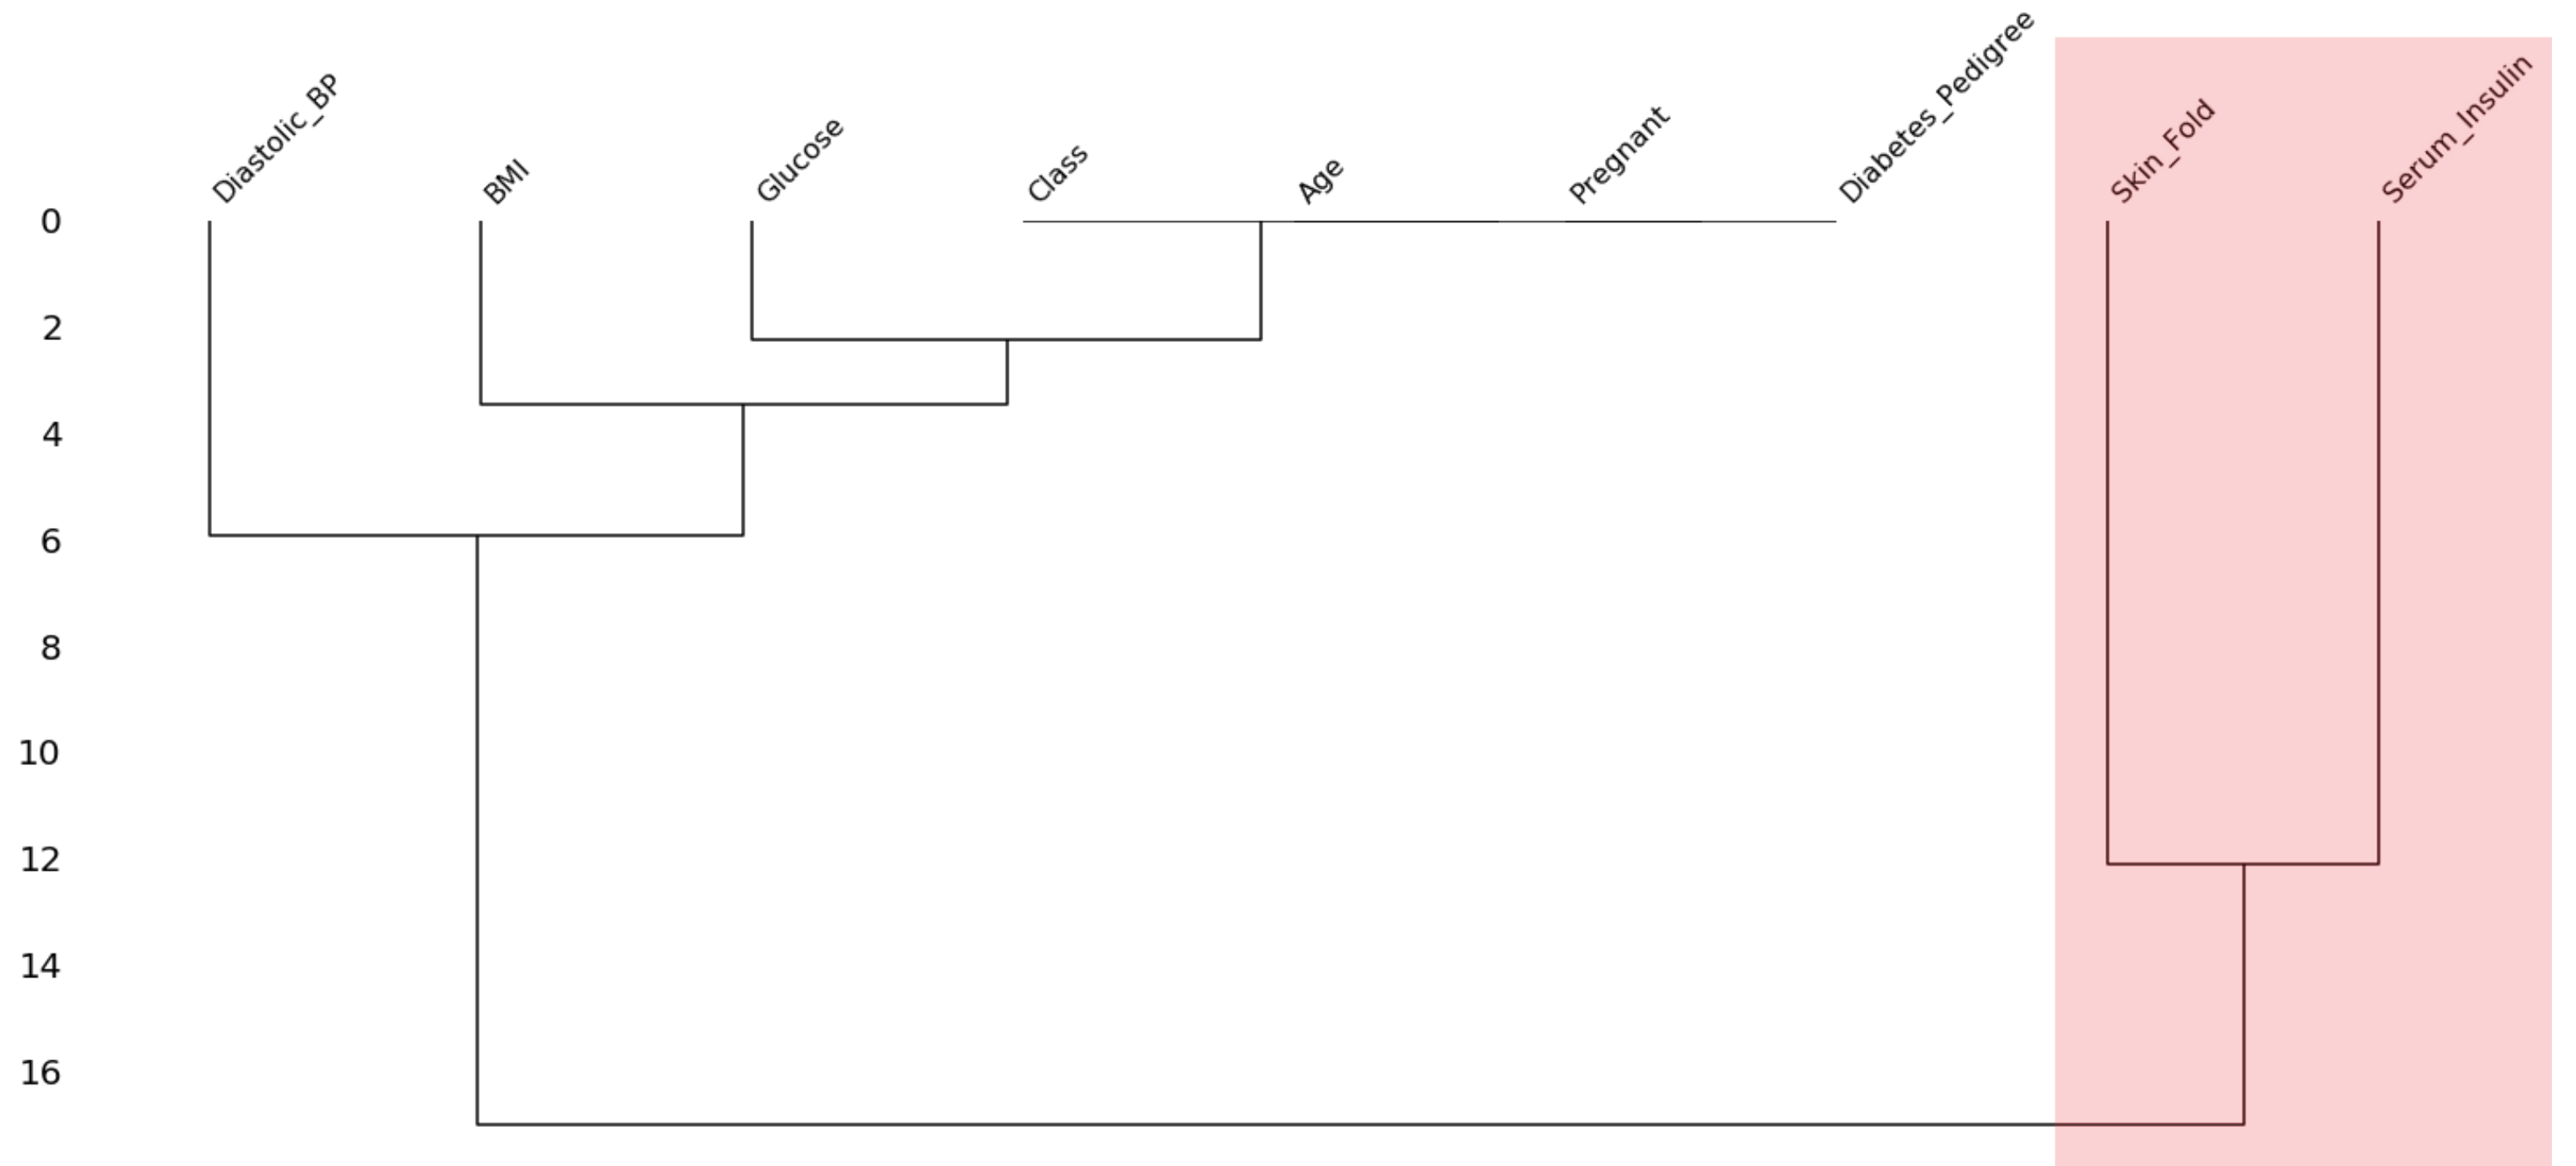 Diastolic_BP
BMI
Glucose
Class
Age
Pregnant
Diabetes_Pedigree
Skin_Fold
Serum_Insulin
0
2
4
6
8
10
12
14
16